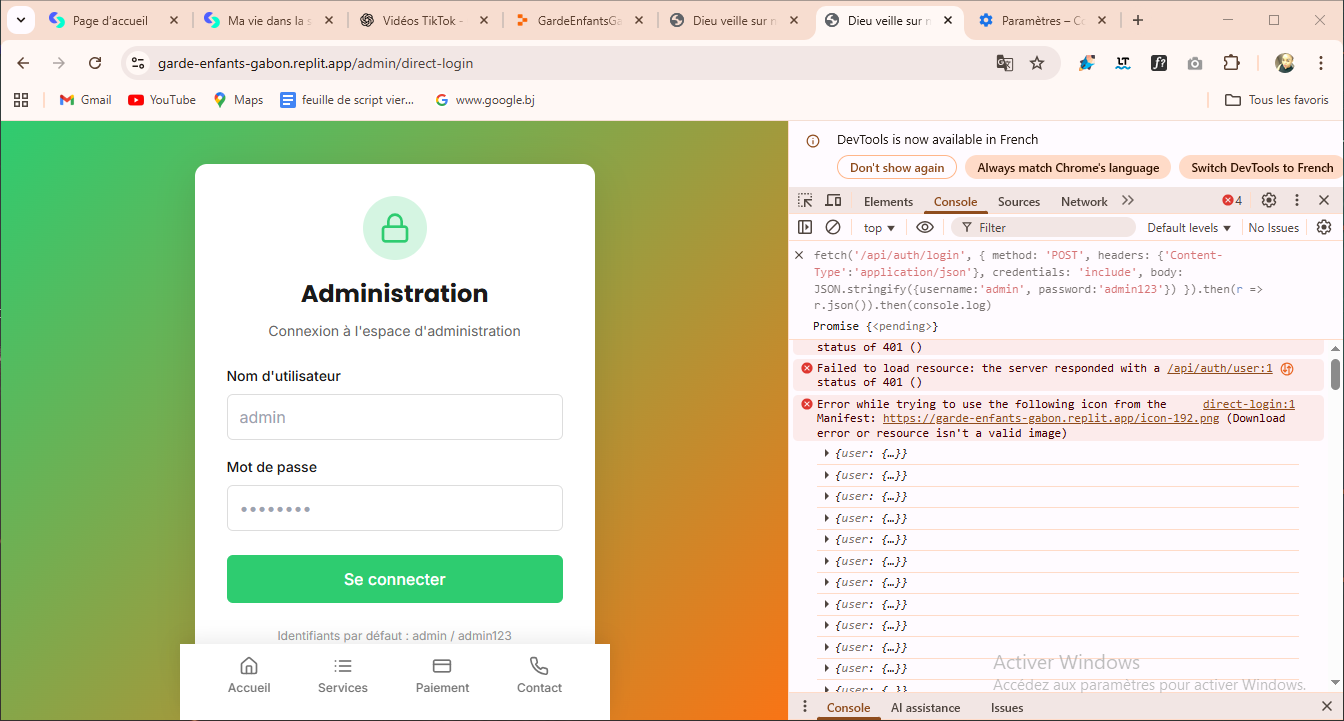 Page d'accueil
Ma vie dans la s
Vidéos TikTok -
GardeEnfantsGa
Dieu veille sur n
Dieu veille sur n
Paramètres – Co
garde-enfants-gabon.replit.app/admin/direct-login
Gmail
YouTube
Maps
feuille de script vier...
www.google.bj
Tous les favoris
Administration
Connexion à l'espace d'administration
Nom d'utilisateur
admin
Mot de passe
••••••••
Se connecter
Identifiants par défaut : admin / admin123
Accueil
Services
Paiement
Contact
DevTools is now available in French
Don't show again
Always match Chrome's language
Switch DevTools to French
Elements
Console
Sources
Network
4
top
Filter
Default levels
No Issues
fetch('/api/auth/login', { method: 'POST', headers: {'Content-
Type':'application/json'}, credentials: 'include', body:
JSON.stringify({username:'admin', password:'admin123'}) }).then(r =>
r.json()).then(console.log)
Promise {<pending>}
status of 401 ()
Failed to load resource: the server responded with a /api/auth/user:1
status of 401 ()
Error while trying to use the following icon from the direct-login:1
Manifest: https://garde-enfants-gabon.replit.app/icon-192.png (Download
error or resource isn't a valid image)
{user: {…}}
{user: {…}}
{user: {…}}
{user: {…}}
{user: {…}}
{user: {…}}
{user: {…}}
{user: {…}}
{user: {…}}
{user: {…}}
{user: {…}}
{user: {…}}
Activer Windows
Accédez aux paramètres pour activer Windows.
Console
AI assistance
Issues